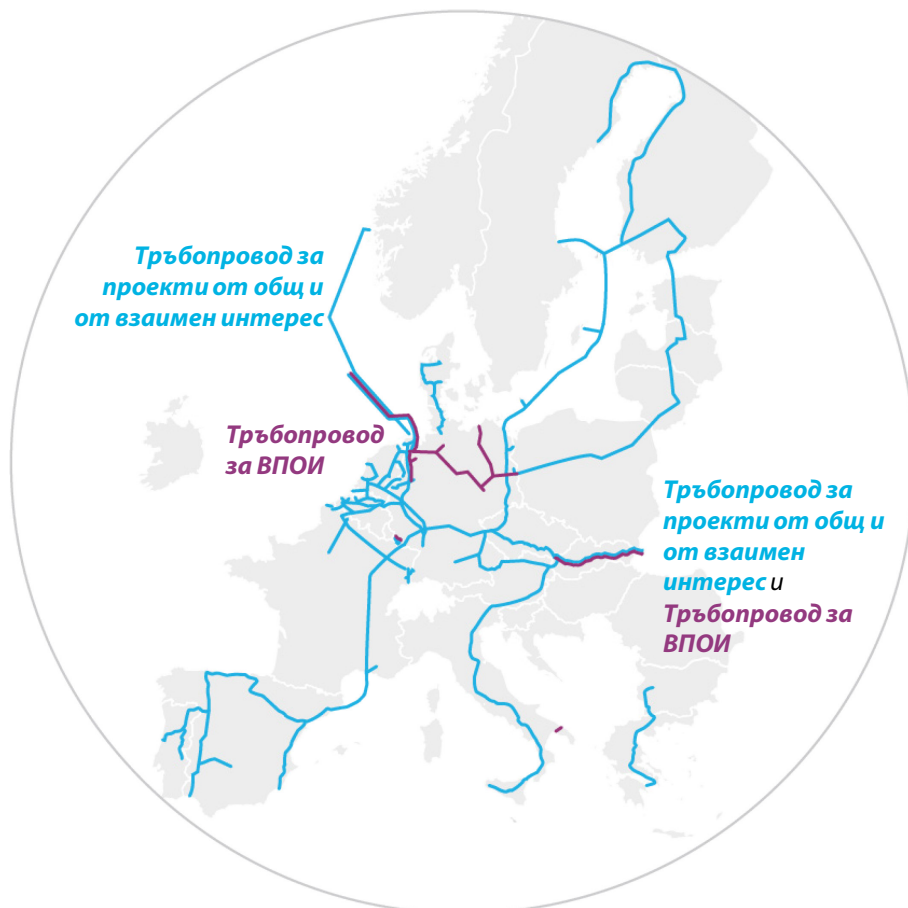 Тръбопровод за
проекти от общ и
от взаимен интерес
Тръбопровод
за ВПОИ
Тръбопровод за
проекти от общ и
от взаимен
интерес и
Тръбопровод за
ВПОИ